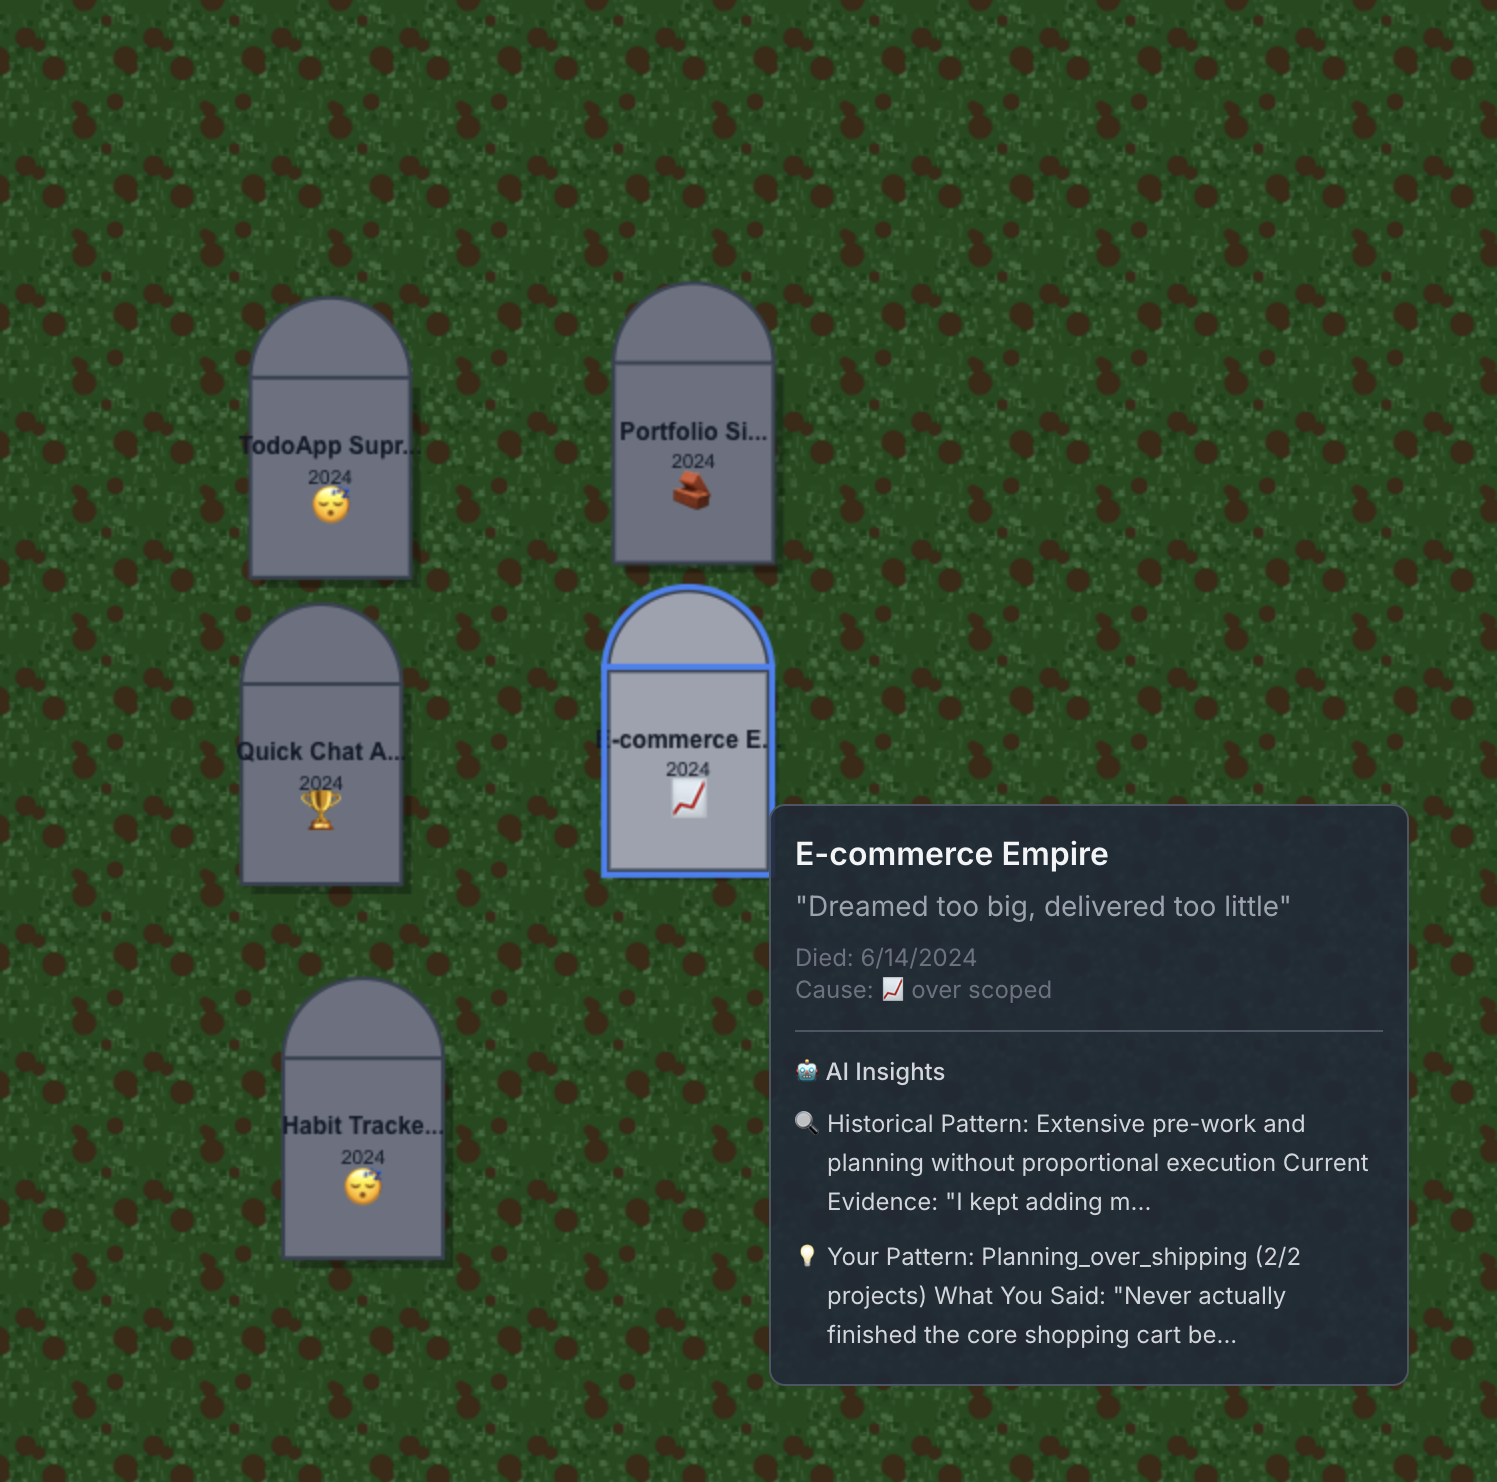 TodoApp Supr...
2024
Portfolio Si...
2024
Quick Chat A...
2024
E-commerce E...
2024
Habit Tracke...
2024
E-commerce Empire
"Dreamed too big, delivered too little"
Died: 6/14/2024
Cause: 📈 over scoped
🤖 AI Insights
🔍 Historical Pattern: Extensive pre-work and
planning without proportional execution Current
Evidence: "I kept adding m...
💡 Your Pattern: Planning_over_shipping (2/2
projects) What You Said: "Never actually
finished the core shopping cart be...